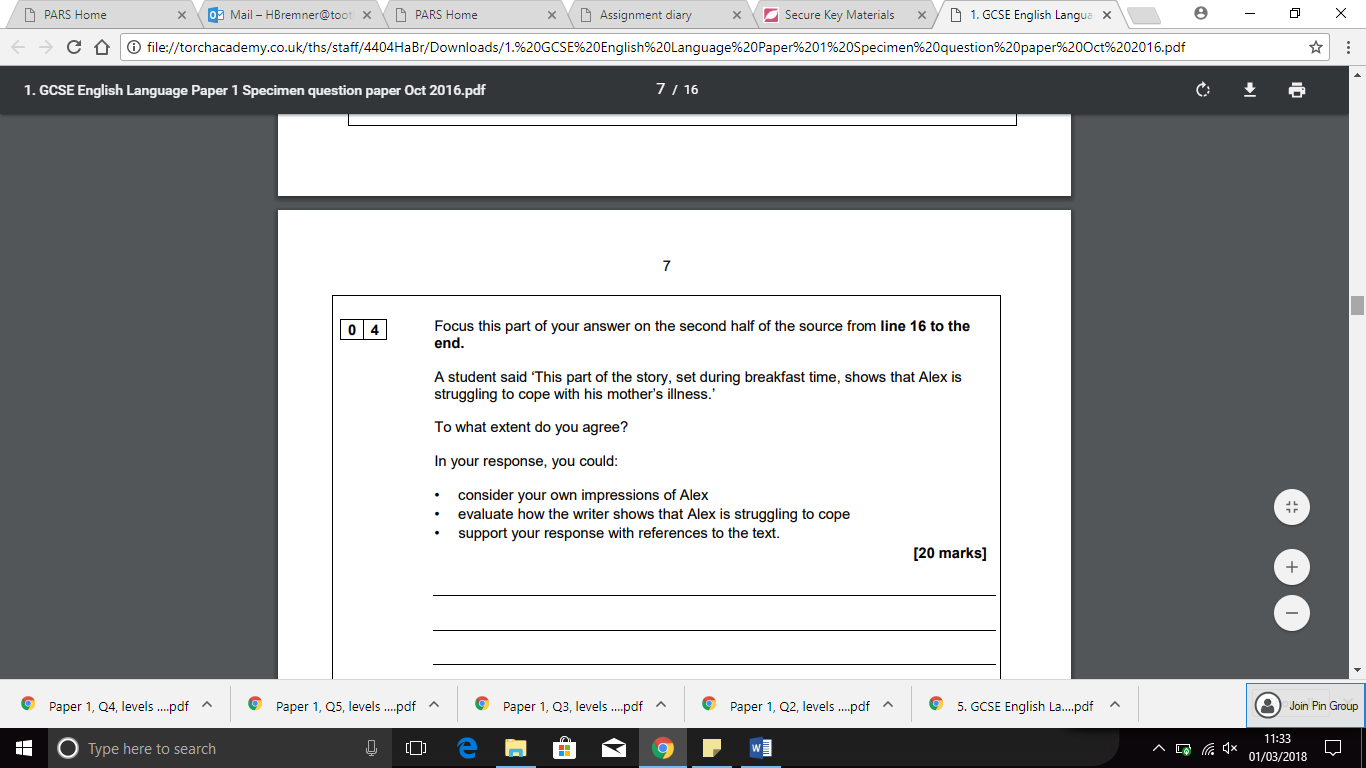 PARS Home
Mail – HBremner@toot
PARS Home
Assignment diary
Secure Key Materials
1. GCSE English Langua
file://torchacademy.co.uk/ths/staff/4404HaBr/Downloads/1.%20GCSE%20English%20Language%20Paper%201%20Specimen%20question%20paper%20Oct%202016.pdf
1. GCSE English Language Paper 1 Specimen question paper Oct 2016.pdf
7 / 16
7
0 4
Focus this part of your answer on the second half of the source from line 16 to the
end.
A student said ‘This part of the story, set during breakfast time, shows that Alex is
struggling to cope with his mother’s illness.’
To what extent do you agree?
In your response, you could:
• consider your own impressions of Alex
• evaluate how the writer shows that Alex is struggling to cope
• support your response with references to the text.
[20 marks]
Paper 1, Q4, levels ....pdf
Paper 1, Q5, levels ....pdf
Paper 1, Q3, levels ....pdf
Paper 1, Q2, levels ....pdf
5. GCSE English La....pdf
Join Pin Group
Type here to search
11:33
01/03/2018